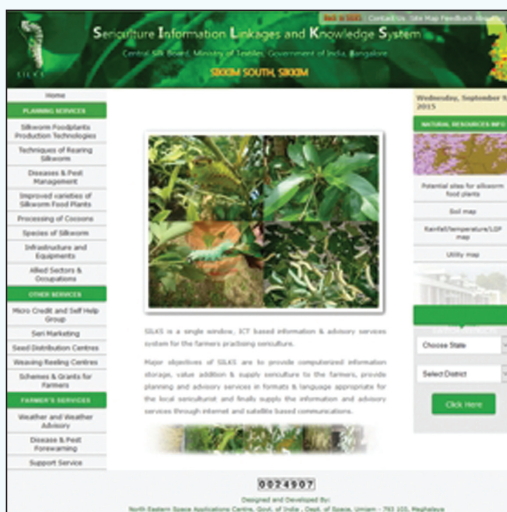 Back to SILKS | Contact Us Site Map Feedback
Sericulture Information Linkages and Knowledge System
Central Silk Board, Ministry of Textiles, Government of India, Bangalore
SIKKIM SOUTH, SIKKIM
SILKS
Home
PLANNING SERVICES
Silkworm Foodplants
Production Technologies
Techniques of Rearing
Silkworm
Diseases & Pest
Management
Improved varieties of
Silkworm Food Plants
Processing of Cocoons
Species of Silkworm
Infrastructure and
Equipments
Allied Sectors &
Occupations
OTHER SERVICES
Micro Credit and Self Help
Group
Seri Marketing
Seed Distribution Centres
Weaving Reeling Centres
Schemes & Grants for
Farmers
FARMER'S SERVICES
Weather and Weather
Advisory
Disease & Pest
Forewarning
Support Service
SILKS is a single window, ICT based information & advisory services
system for the farmers practising sericulture.
Major objectives of SILKS are to provide computerized information
storage, value addition & supply sericulture to the farmers, provide
planning and advisory services in formats & language appropriate for
the local sericulturist and finally supply the information and advisory
services through internet and satellite based communications.
Wednesday, September
2015
NATURAL RESOURCES INFO
Potential sites for silkworm
food plants
Soil map
Rainfall/temperature/LGP
map
Utility map
Choose State
Select District
Click Here
0024907
Designed and Developed By:
North Eastern Space Applications Centre, Govt. of India , Dept. of Space, Umiam - 793 103, Meghalaya